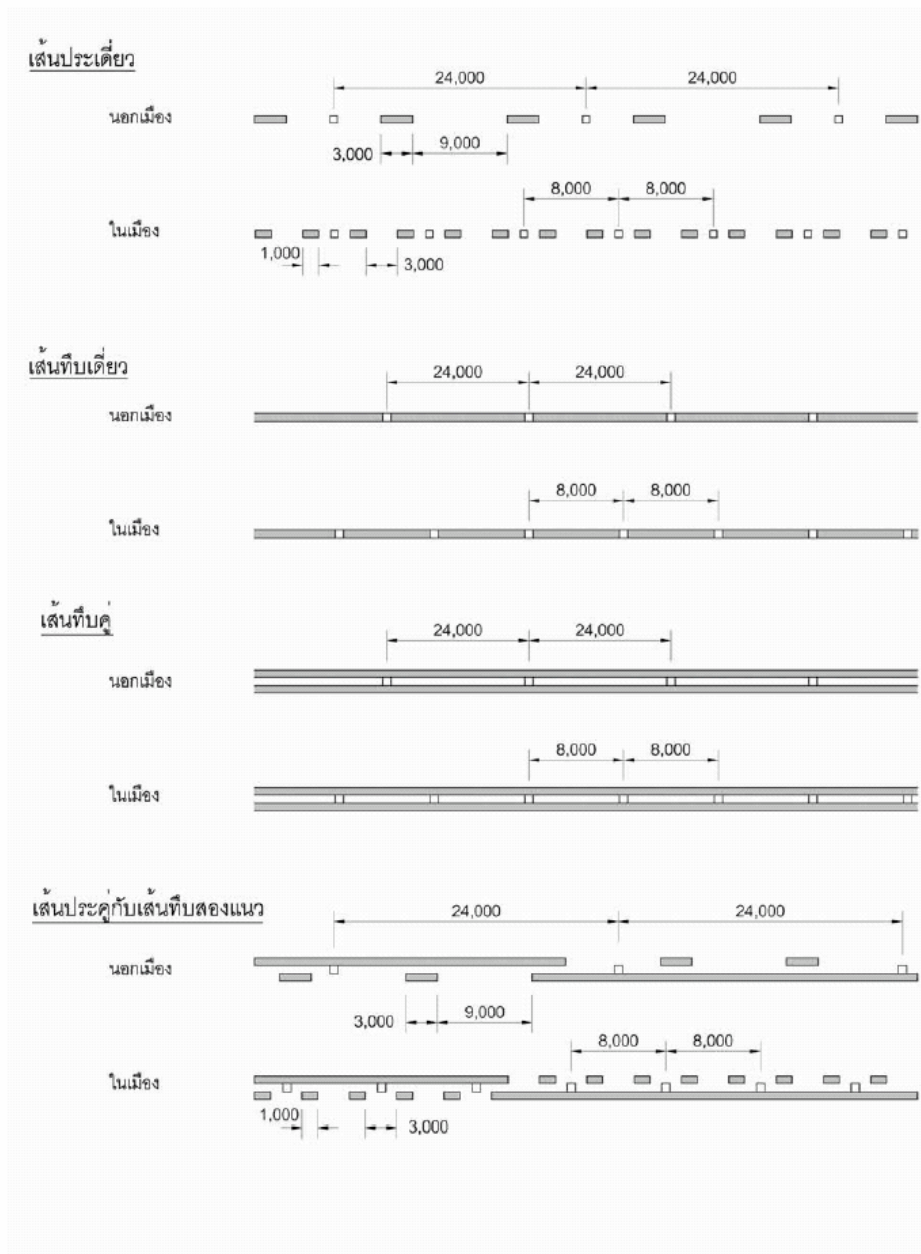 เส้นประเดี่ยว
24,000 24,000
นอกเมือง
3,000 9,000
8,000 8,000
ในเมือง
1,000 3,000
เส้นทึบเดี่ยว
24,000 24,000
นอกเมือง
8,000 8,000
ในเมือง
เส้นทึบคู่
24,000 24,000
นอกเมือง
8,000 8,000
ในเมือง
เส้นประคู่กับเส้นทึบสองแนว
24,000 24,000
นอกเมือง
3,000 9,000
8,000 8,000
ในเมือง
1,000 3,000